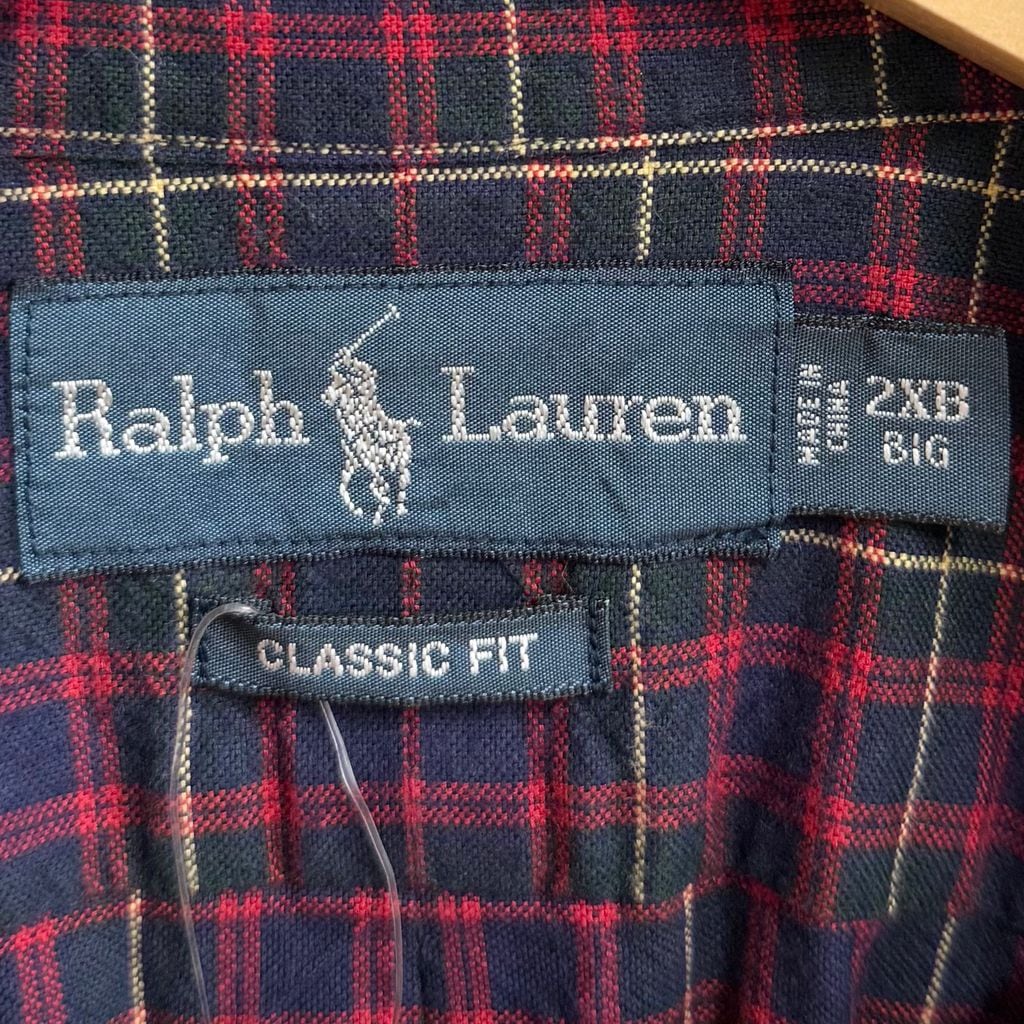 Ralph Lauren
MADE IN
CHINA
2XB
BIG
CLASSIC FIT